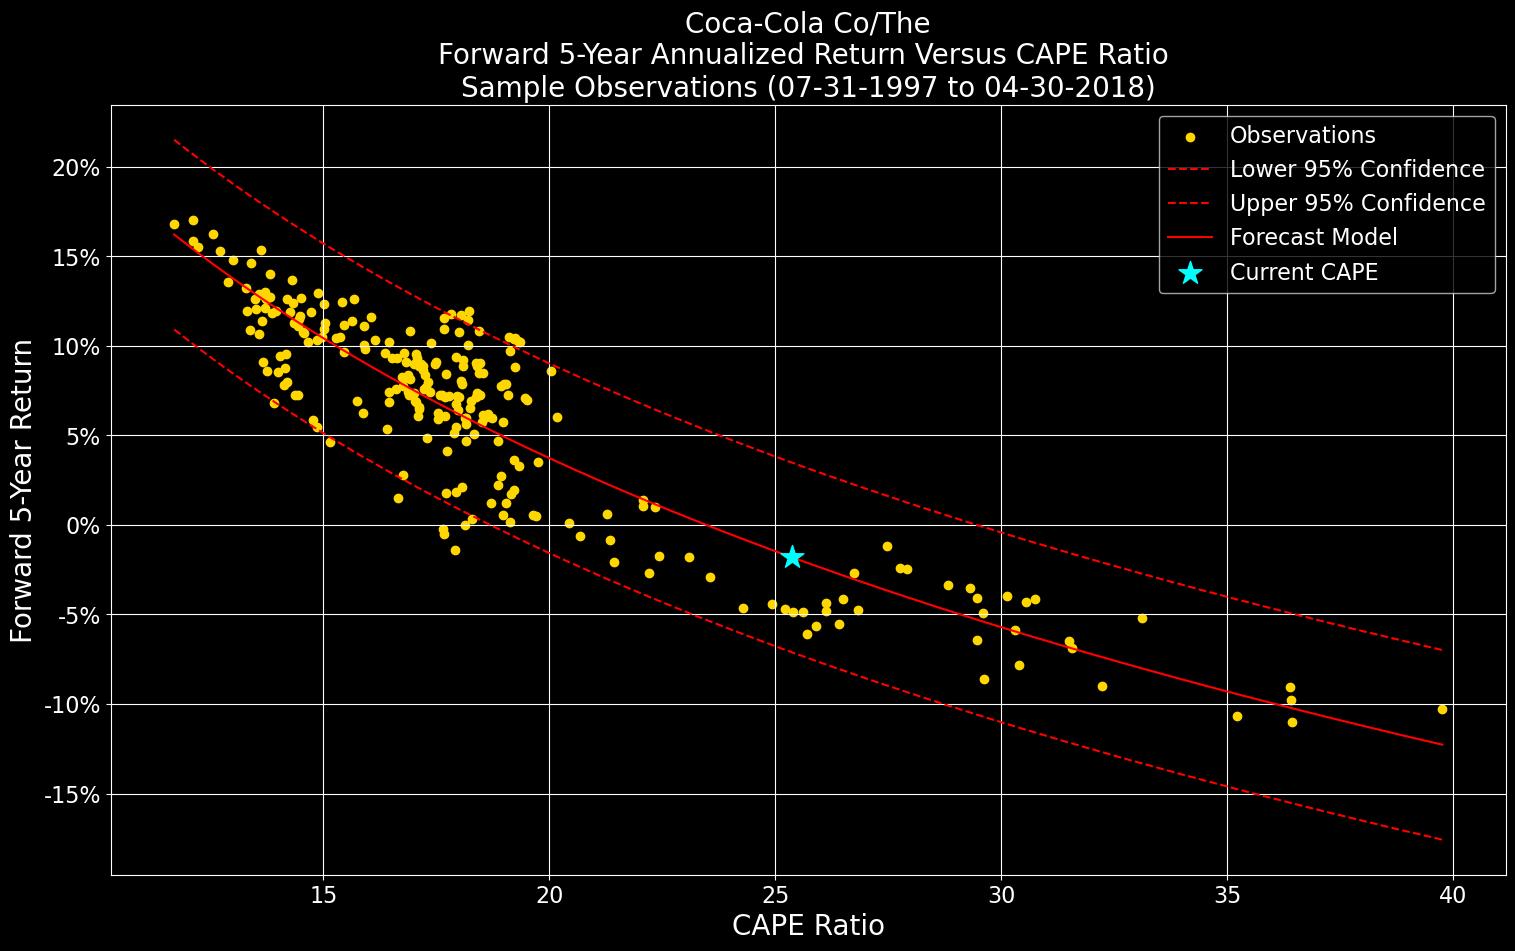 Coca-Cola Co/The
Forward 5-Year Annualized Return Versus CAPE Ratio
Sample Observations (07-31-1997 to 04-30-2018)
Observations
Lower 95% Confidence
Upper 95% Confidence
Forecast Model
Current CAPE
Forward 5-Year Return
20%
15%
10%
5%
0%
-5%
-10%
-15%
15 20 25 30 35 40
CAPE Ratio